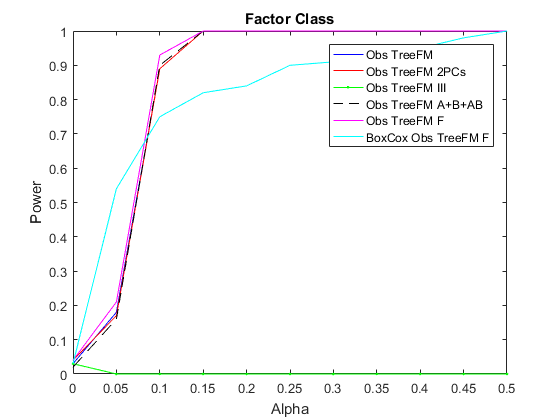 Factor Class
Power
1
0.9
0.8
0.7
0.6
0.5
0.4
0.3
0.2
0.1
0
Obs TreeFM
Obs TreeFM 2PCs
Obs TreeFM III
Obs TreeFM A+B+AB
Obs TreeFM F
BoxCox Obs TreeFM F
0 0.05 0.1 0.15 0.2 0.25 0.3 0.35 0.4 0.45 0.5
Alpha